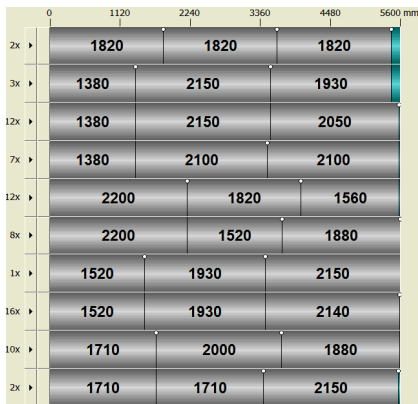 0 1120 2240 3360 4480 5600 mm
2x 1820 1820 1820
3x 1380 2150 1930
12x 1380 2150 2050
7x 1380 2100 2100
12x 2200 1820 1560
8x 2200 1520 1880
1x 1520 1930 2150
16x 1520 1930 2140
10x 1710 2000 1880
2x 1710 1710 2150